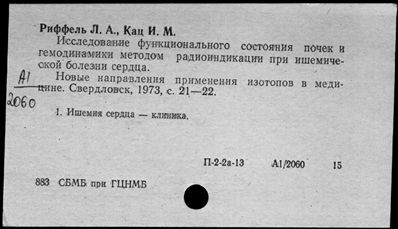 Риффель Л. А., Кац И. М.
Исследование функционального состояния почек и
гемодинамики методом радиоиндикации при ишемиче-
ской болезни сердца.
А1
2060
Новые направления применения изотопов в меди-
цине. Свердловск, 1973, с. 21—22.
1. Ишемия сердца — клиника.
П-2-2а-13 А1/2060 15
883 СБМБ при ГЦНМБ